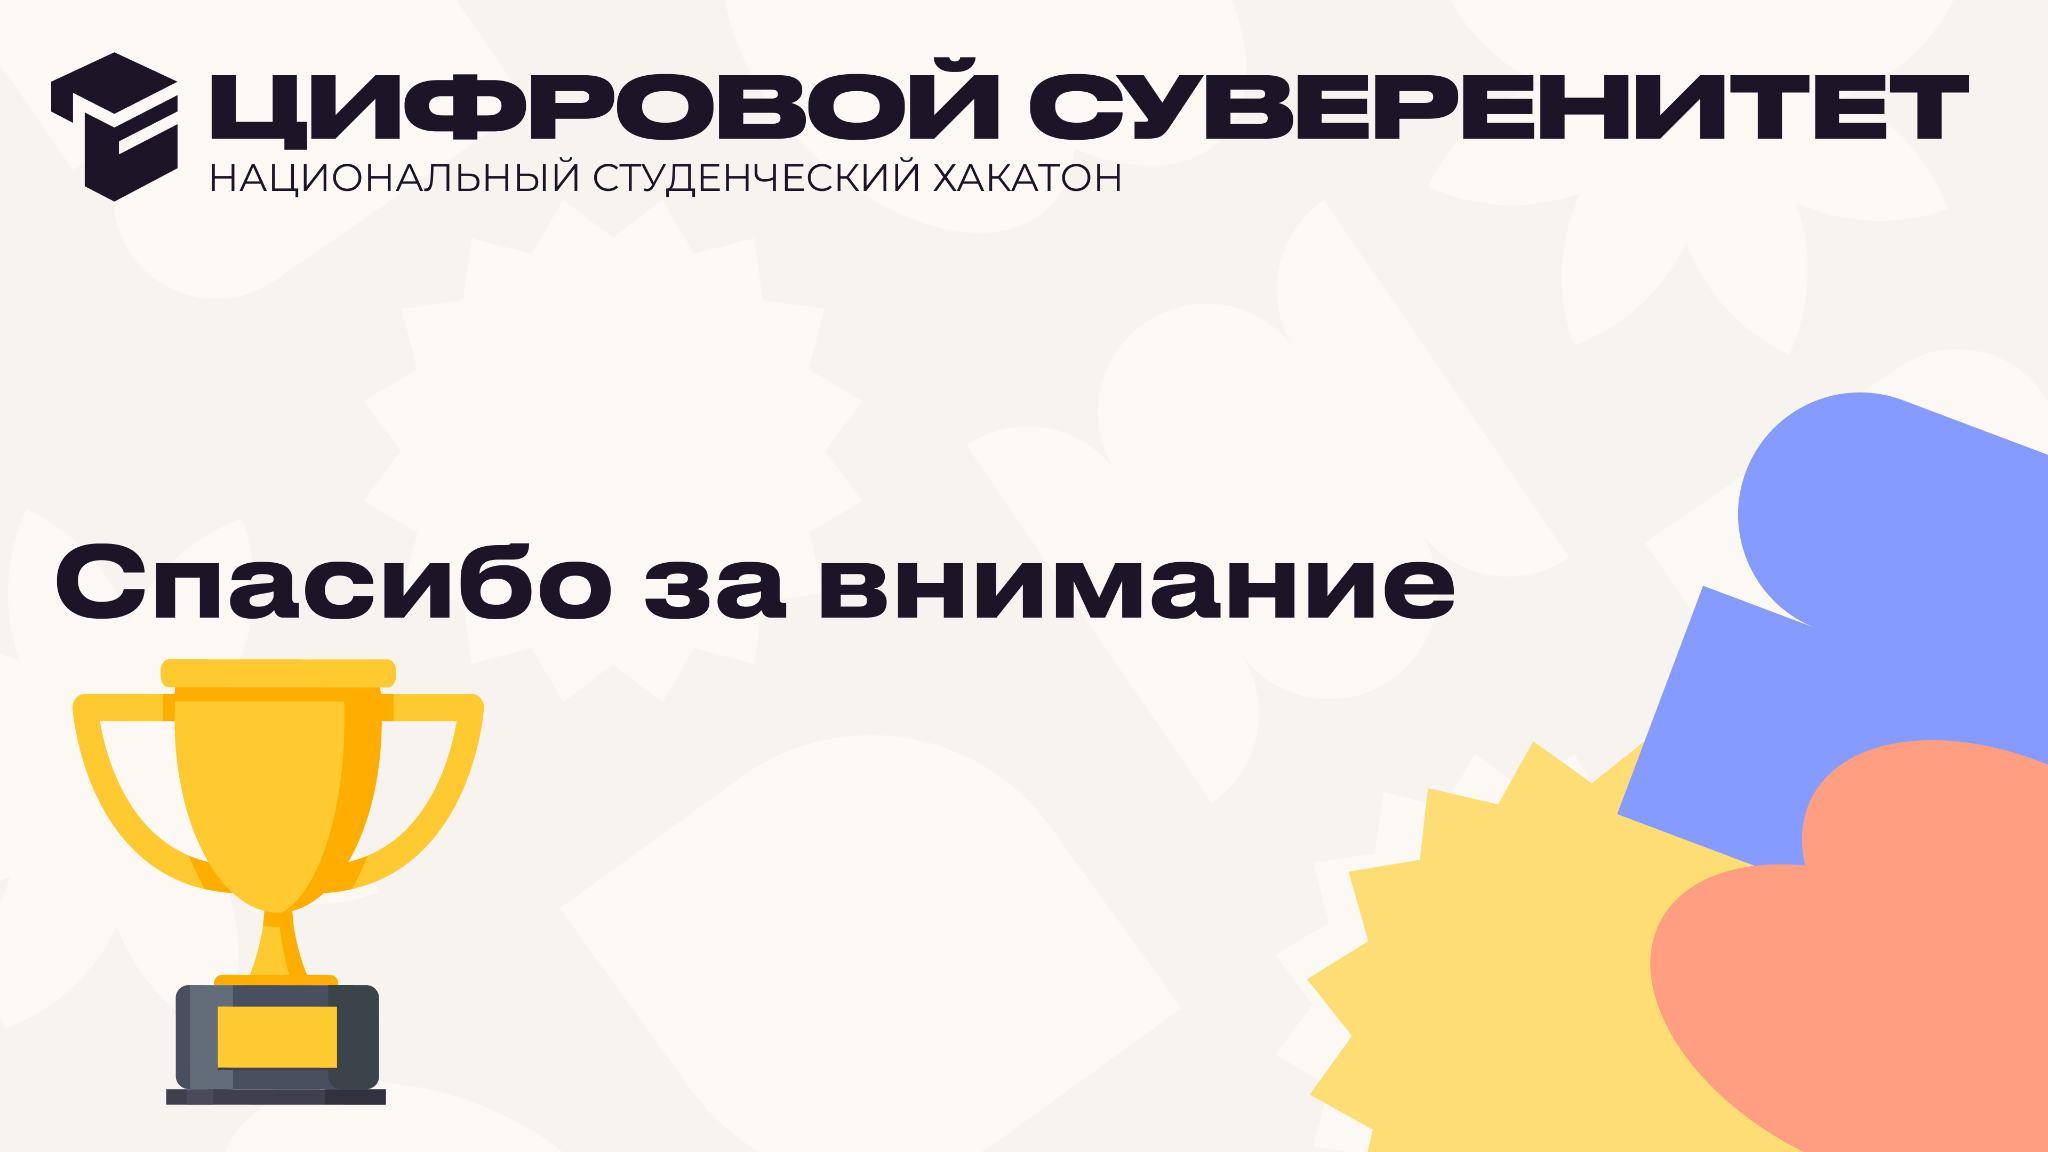 ЦИФРОВОЙ СУВЕРЕНИТЕТ
НАЦИОНАЛЬНЫЙ СТУДЕНЧЕСКИЙ ХАКАТОН
Спасибо за внимание